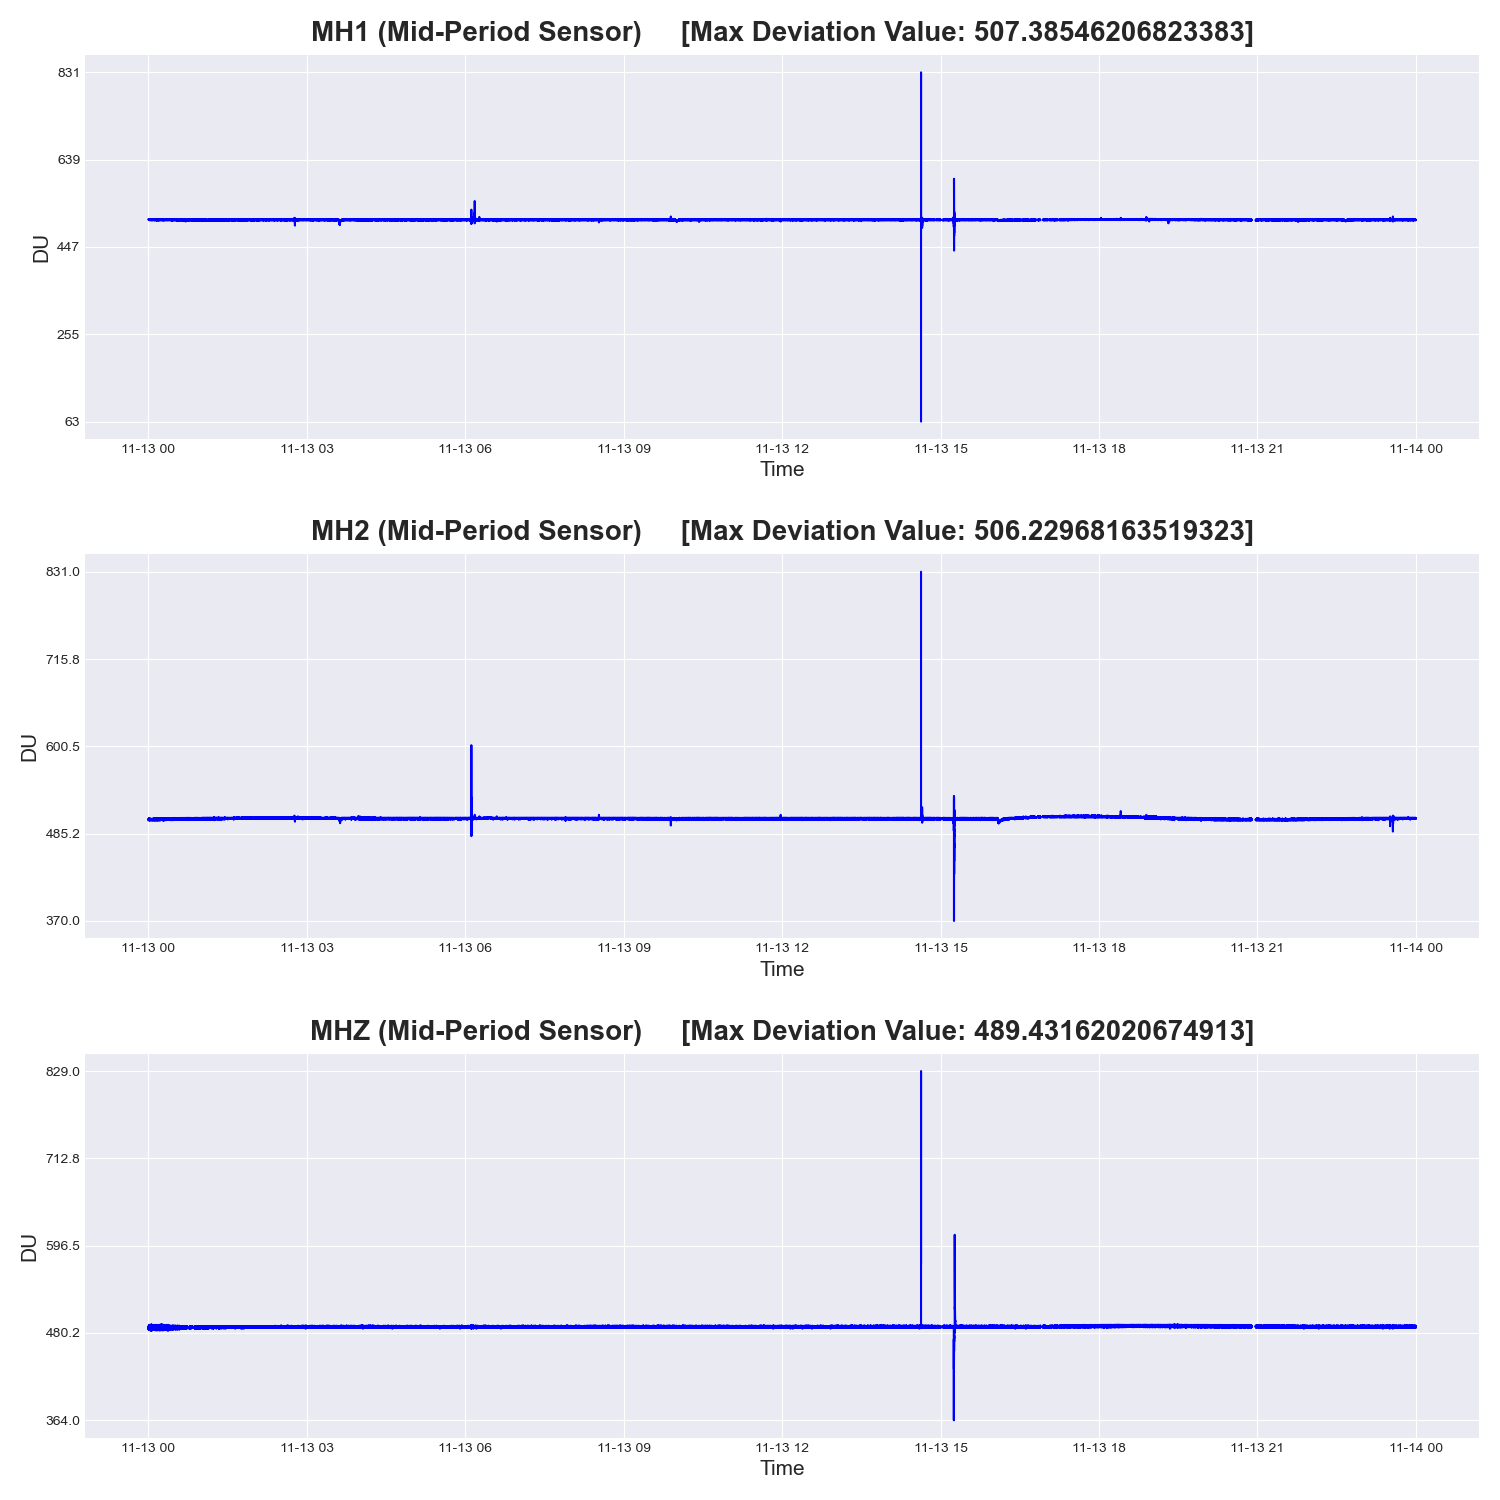 MH1 (Mid-Period Sensor) [Max Deviation Value: 507.38546206823383]
831
639
447
255
63
DU
11-13 00 11-13 03 11-13 06 11-13 09 11-13 12 11-13 15 11-13 18 11-13 21 11-14 00
Time
MH2 (Mid-Period Sensor) [Max Deviation Value: 506.22968163519323]
831.0
715.8
600.5
485.2
370.0
DU
11-13 00 11-13 03 11-13 06 11-13 09 11-13 12 11-13 15 11-13 18 11-13 21 11-14 00
Time
MHZ (Mid-Period Sensor) [Max Deviation Value: 489.43162020674913]
829.0
712.8
596.5
480.2
364.0
DU
11-13 00 11-13 03 11-13 06 11-13 09 11-13 12 11-13 15 11-13 18 11-13 21 11-14 00
Time